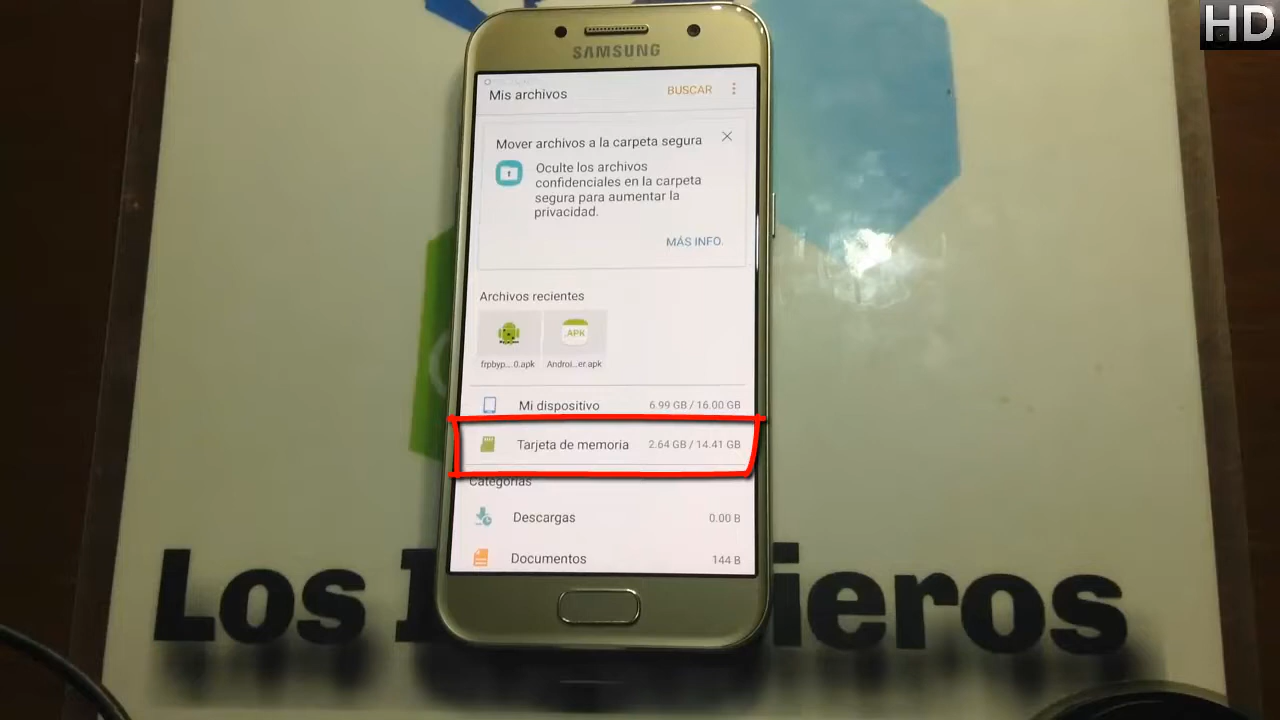 HD
SAMSUNG
Mis archivos
BUSCAR
Mover archivos a la carpeta segura
Oculte los archivos
confidenciales en la carpeta
segura para aumentar la
privacidad.
MÁS INFO.
Archivos recientes
.APK
frpbyp... 0.apk
Androi...er.apk
Mi dispositivo
6.99 GB / 16.00 GB
Tarjeta de memoria
2.64 GB / 14.41 GB
Categorías
Descargas
0.00 B
Documentos
144 B
Los I
ieros